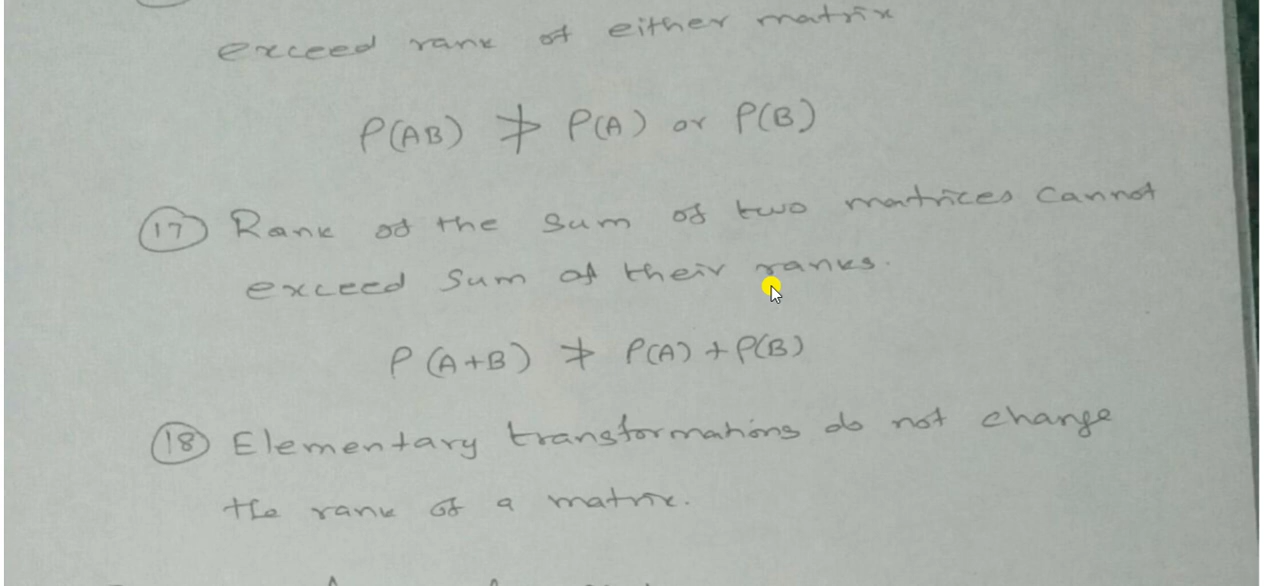 exceed rank of either matrix
ρ(AB) ≯ ρ(A) or ρ(B)
17 Rank of the sum of two matrices cannot
exceed sum of their ranks.
ρ(A+B) ≯ ρ(A) + ρ(B)
18 Elementary transformations do not change
the rank of a matrix.